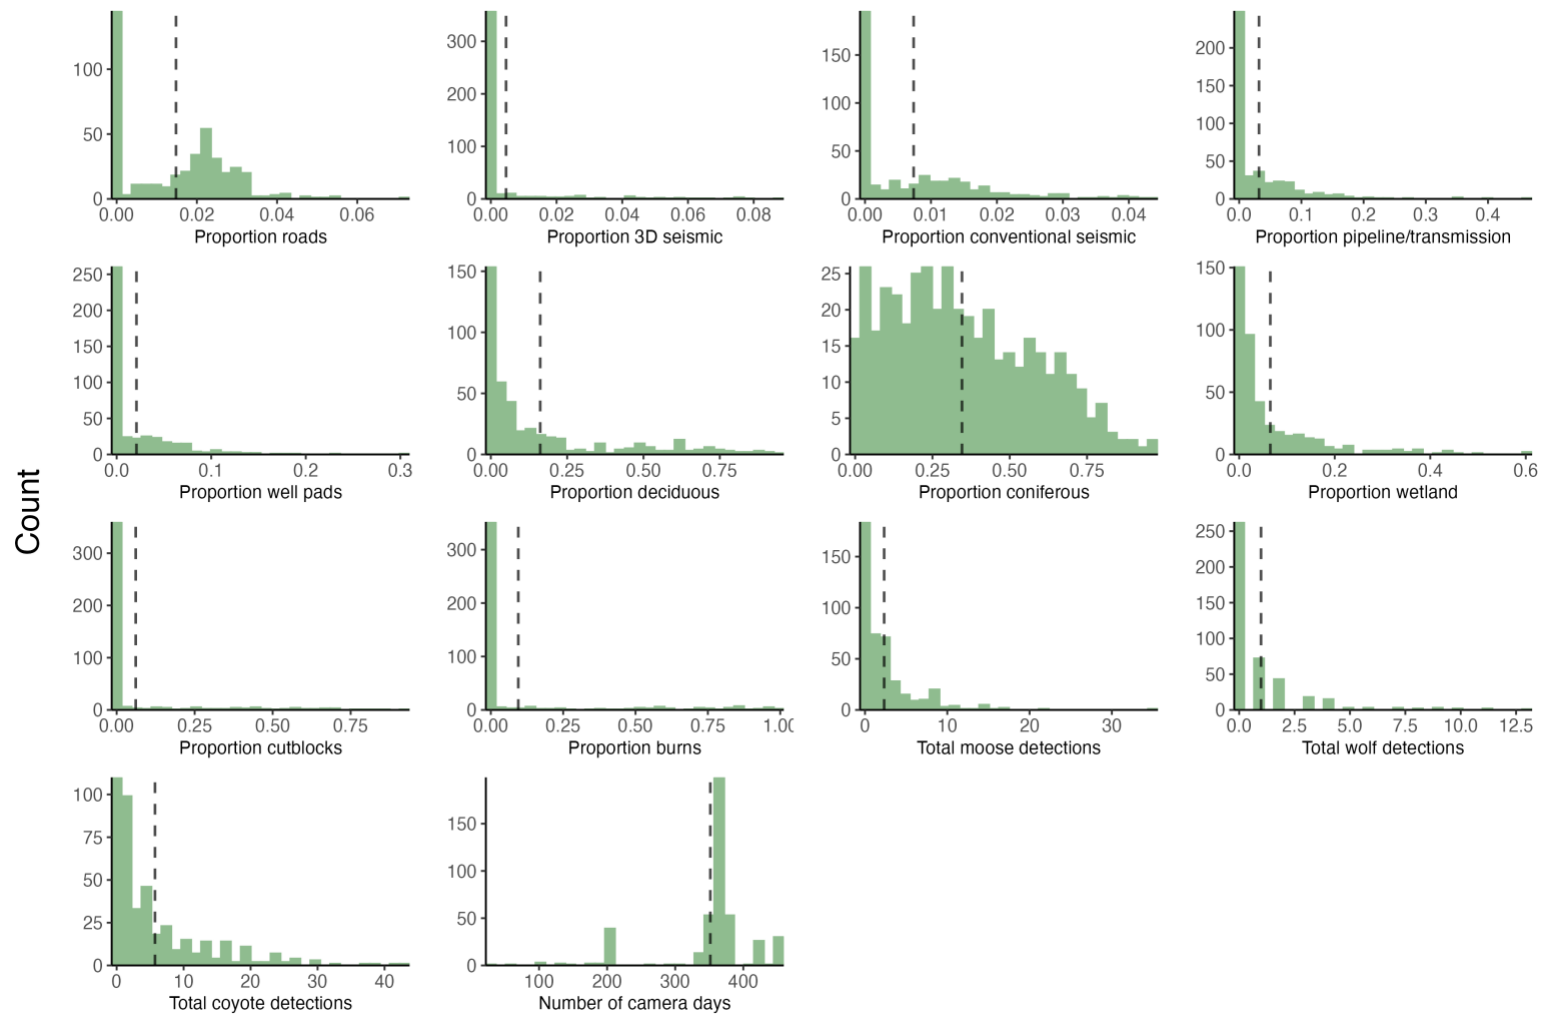 Count
100
50
0
0.00 0.02 0.04 0.06
Proportion roads
300
200
100
0
0.00 0.02 0.04 0.06 0.08
Proportion 3D seismic
150
100
50
0
0.00 0.01 0.02 0.03 0.04
Proportion conventional seismic
200
150
100
50
0
0.0 0.1 0.2 0.3 0.4
Proportion pipeline/transmission
250
200
150
100
50
0
0.0 0.1 0.2 0.3
Proportion well pads
150
100
50
0
0.00 0.25 0.50 0.75
Proportion deciduous
25
20
15
10
5
0
0.00 0.25 0.50 0.75
Proportion coniferous
150
100
50
0
0.0 0.2 0.4 0.6
Proportion wetland
300
200
100
0
0.00 0.25 0.50 0.75
Proportion cutblocks
300
200
100
0
0.00 0.25 0.50 0.75 1.00
Proportion burns
150
100
50
0
0 10 20 30
Total moose detections
250
200
150
100
50
0
0.0 2.5 5.0 7.5 10.0 12.5
Total wolf detections
100
75
50
25
0
0 10 20 30 40
Total coyote detections
150
100
50
0
100 200 300 400
Number of camera days